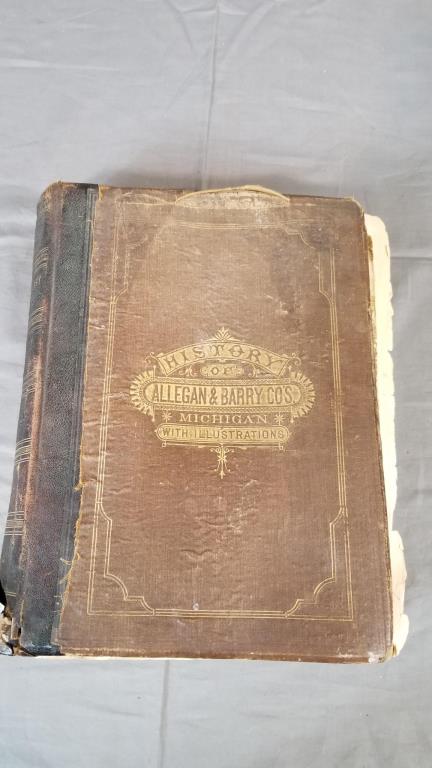 HISTORY
OF
ALLEGAN & BARRY CO'S.
MICHIGAN
WITH ILLUSTRATIONS